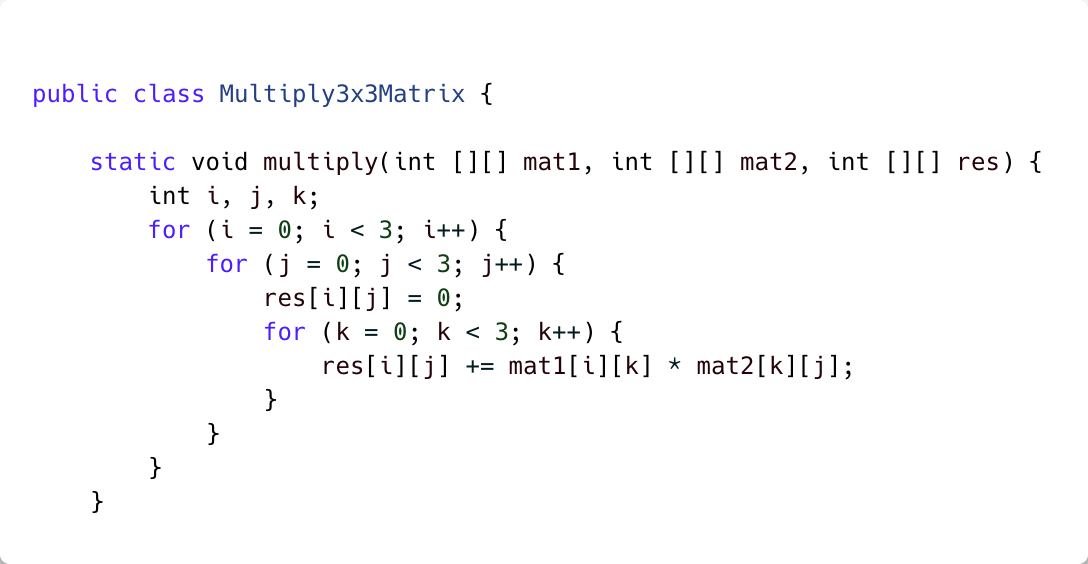 public class Multiply3x3Matrix {
static void multiply(int [][] mat1, int [][] mat2, int [][] res) {
int i, j, k;
for (i = 0; i < 3; i++) {
for (j = 0; j < 3; j++) {
res[i][j] = 0;
for (k = 0; k < 3; k++) {
res[i][j] += mat1[i][k] * mat2[k][j];
}
}
}
}